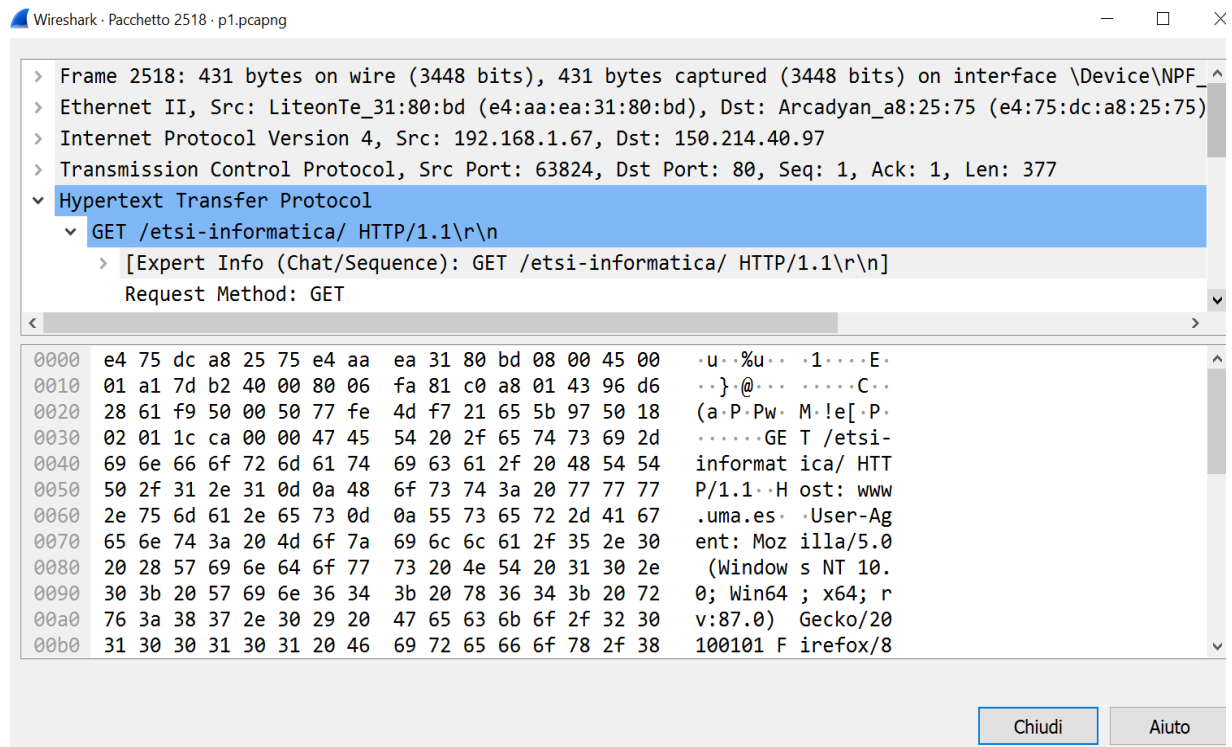 Wireshark · Pacchetto 2518 · p1.pcapng
Frame 2518: 431 bytes on wire (3448 bits), 431 bytes captured (3448 bits) on interface \Device\NPF_
Ethernet II, Src: LiteonTe_31:80:bd (e4:aa:ea:31:80:bd), Dst: Arcadyan_a8:25:75 (e4:75:dc:a8:25:75)
Internet Protocol Version 4, Src: 192.168.1.67, Dst: 150.214.40.97
Transmission Control Protocol, Src Port: 63824, Dst Port: 80, Seq: 1, Ack: 1, Len: 377
Hypertext Transfer Protocol
GET /etsi-informatica/ HTTP/1.1\r\n
[Expert Info (Chat/Sequence): GET /etsi-informatica/ HTTP/1.1\r\n]
Request Method: GET
0000 e4 75 dc a8 25 75 e4 aa ea 31 80 bd 08 00 45 00 ·u··%u·· ·1····E·
0010 01 a1 7d b2 40 00 80 06 fa 81 c0 a8 01 43 96 d6 ··}·@··· ·····C··
0020 28 61 f9 50 00 50 77 fe 4d f7 21 65 5b 97 50 18 (a·P·Pw· M·!e[·P·
0030 02 01 1c ca 00 00 47 45 54 20 2f 65 74 73 69 2d ······GE T /etsi-
0040 69 6e 66 6f 72 6d 61 74 69 63 61 2f 20 48 54 54 informat ica/ HTT
0050 50 2f 31 2e 31 0d 0a 48 6f 73 74 3a 20 77 77 77 P/1.1··H ost: www
0060 2e 75 6d 61 2e 65 73 0d 0a 55 73 65 72 2d 41 67 .uma.es· ·User-Ag
0070 65 6e 74 3a 20 4d 6f 7a 69 6c 6c 61 2f 35 2e 30 ent: Moz illa/5.0
0080 20 28 57 69 6e 64 6f 77 73 20 4e 54 20 31 30 2e (Window s NT 10.
0090 30 3b 20 57 69 6e 36 34 3b 20 78 36 34 3b 20 72 0; Win64 ; x64; r
00a0 76 3a 38 37 2e 30 29 20 47 65 63 6b 6f 2f 32 30 v:87.0) Gecko/20
00b0 31 30 30 31 30 31 20 46 69 72 65 66 6f 78 2f 38 100101 F irefox/8
Chiudi
Aiuto